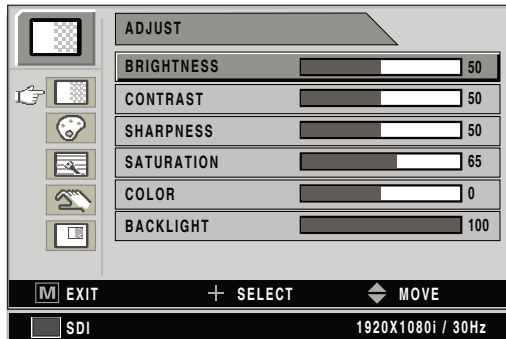 ADJUST
BRIGHTNESS 50
CONTRAST 50
SHARPNESS 50
SATURATION 65
COLOR 0
BACKLIGHT 100
M EXIT + SELECT MOVE
SDI 1920X1080i / 30Hz